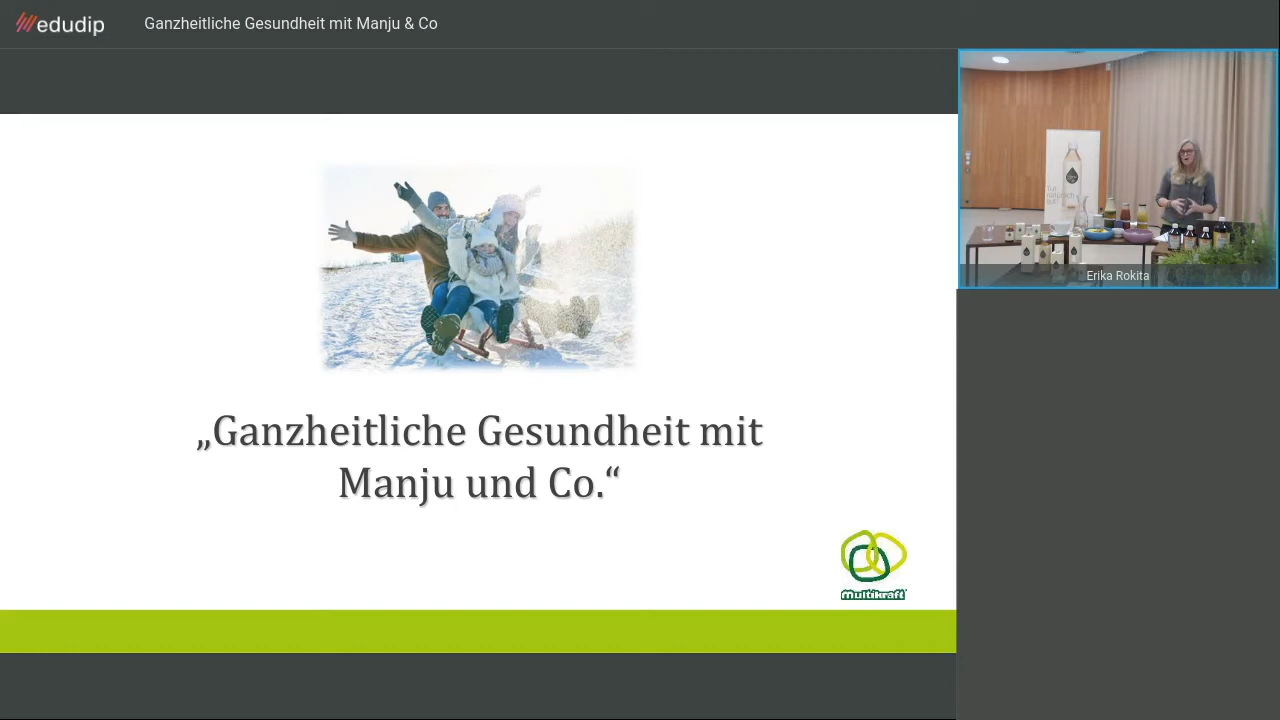 edudip
Ganzheitliche Gesundheit mit Manju & Co
„Ganzheitliche Gesundheit mit
Manju und Co.“
multikraft
Erika Rokita